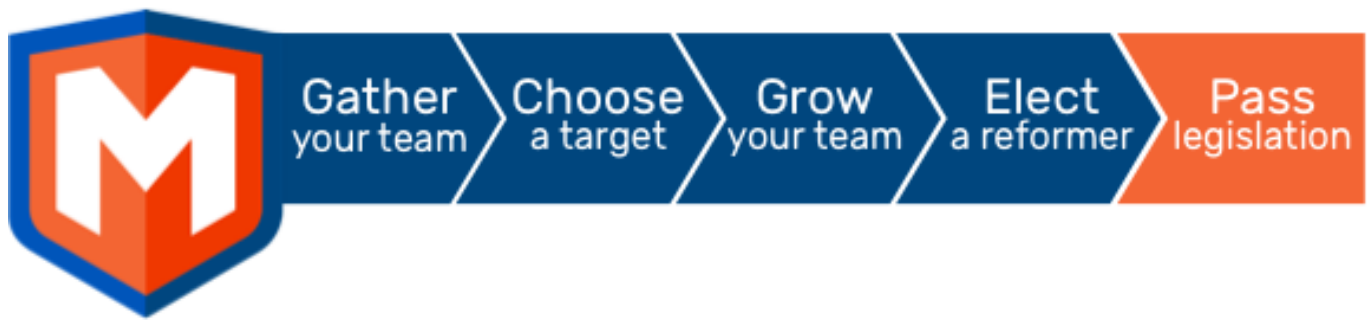 M
Gather
your team
Choose
a target
Grow
your team
Elect
a reformer
Pass
legislation